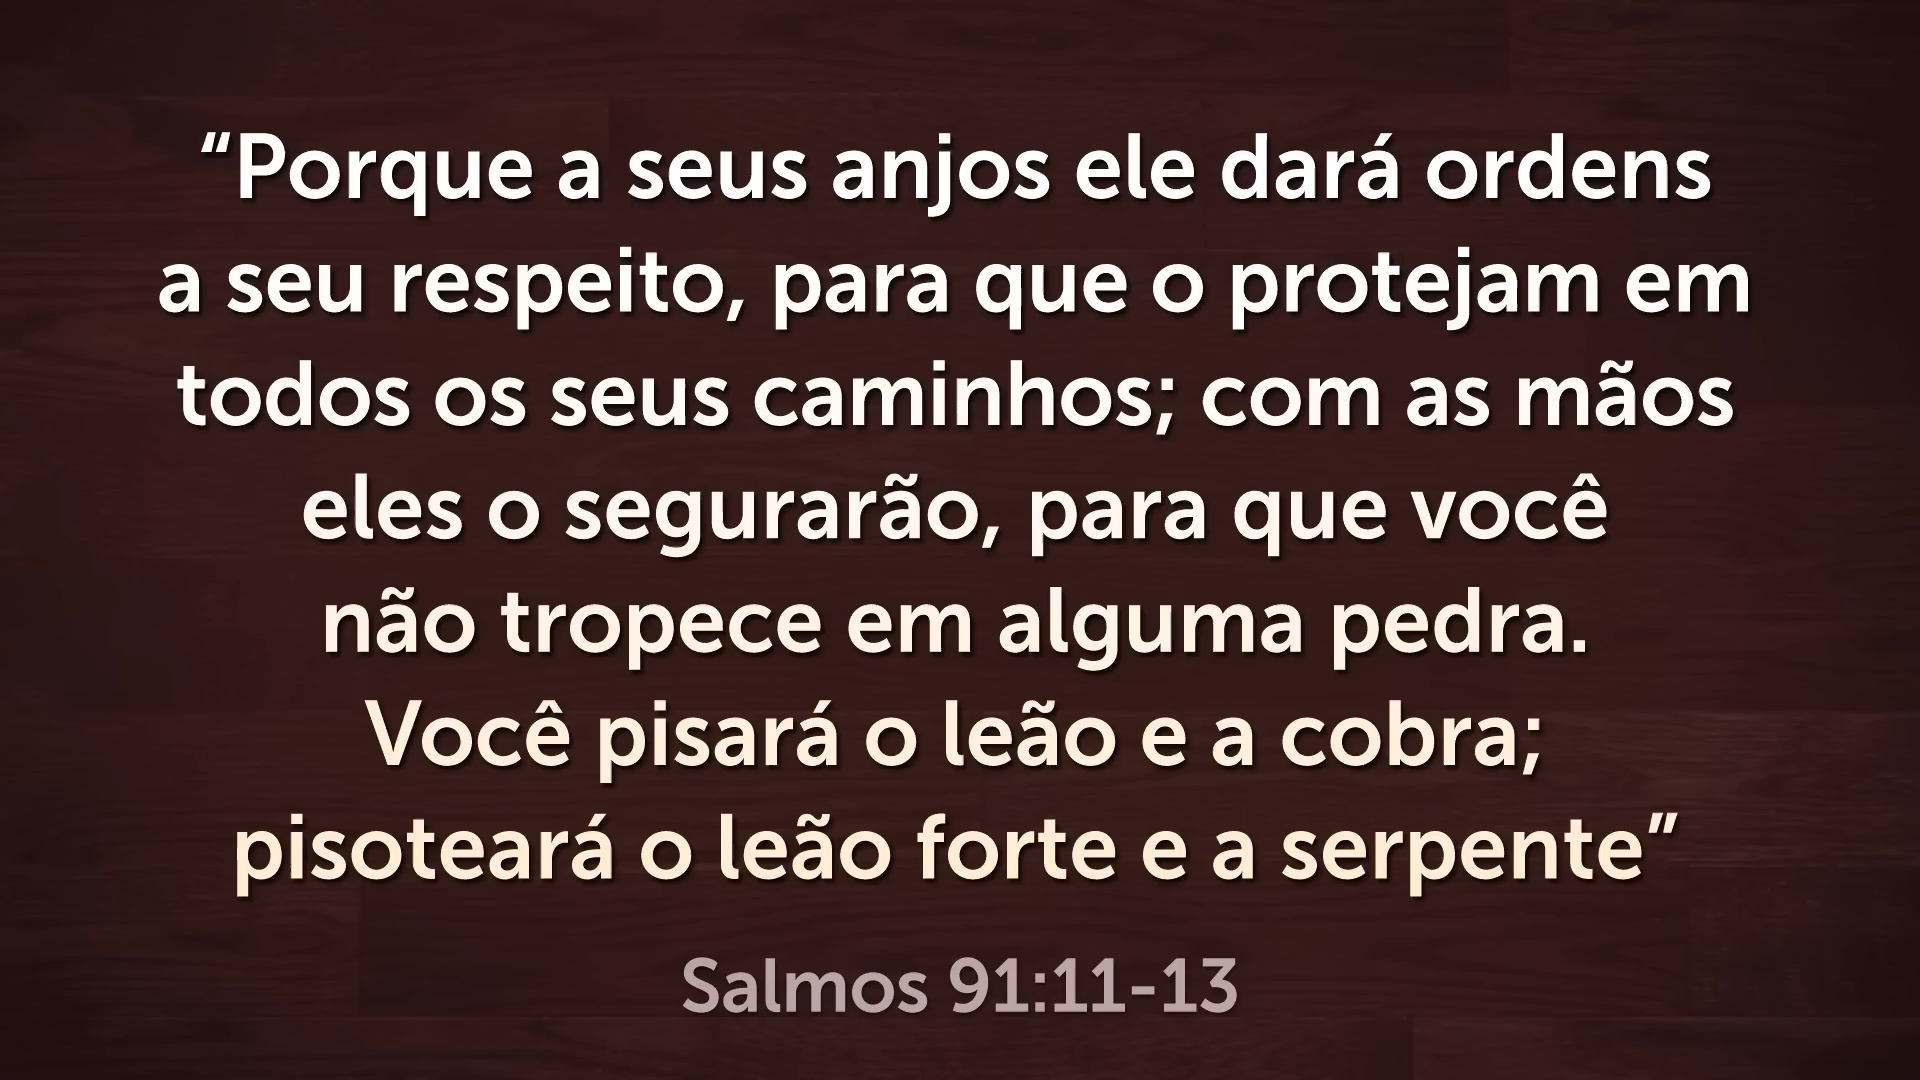 “Porque a seus anjos ele dará ordens
a seu respeito, para que o protejam em
todos os seus caminhos; com as mãos
eles o segurarão, para que você
não tropece em alguma pedra.
Você pisará o leão e a cobra;
pisoteará o leão forte e a serpente”
Salmos 91:11-13